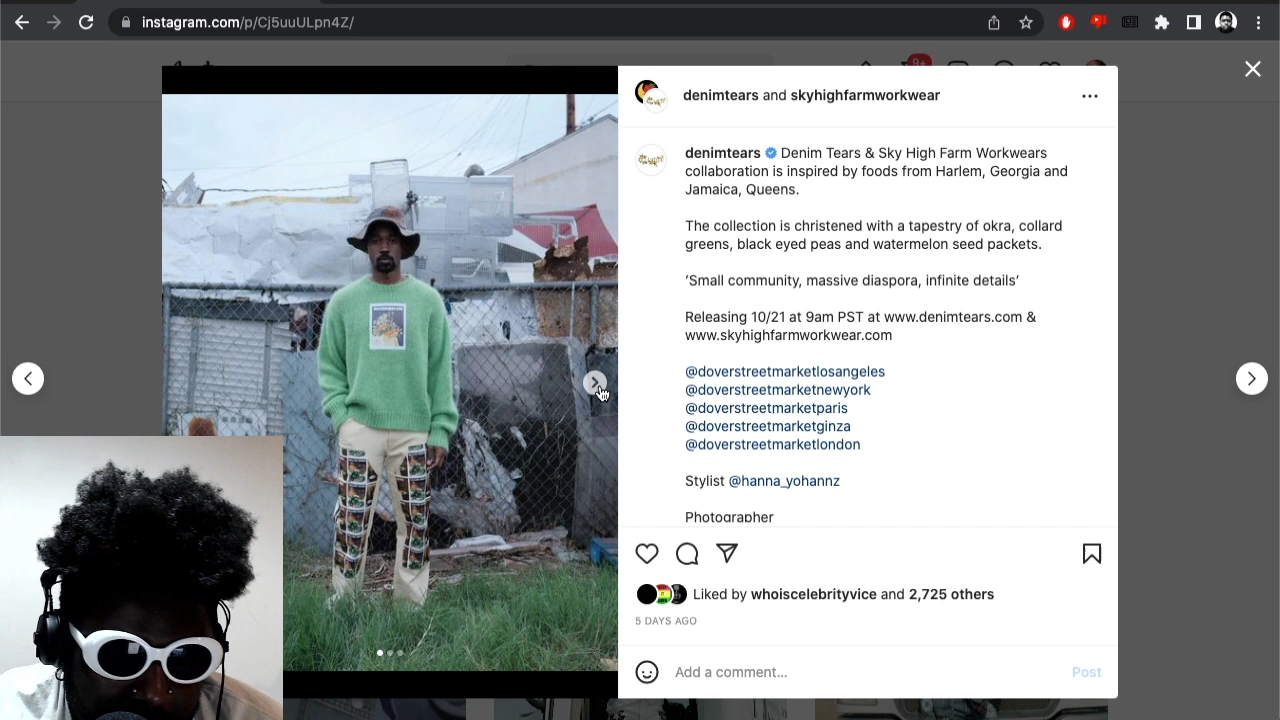 instagram.com/p/Cj5uuULpn4Z/
9+
denimtears and skyhighfarmworkwear
denimtears Denim Tears & Sky High Farm Workwears
collaboration is inspired by foods from Harlem, Georgia and
Jamaica, Queens.
The collection is christened with a tapestry of okra, collard
greens, black eyed peas and watermelon seed packets.
'Small community, massive diaspora, infinite details'
Releasing 10/21 at 9am PST at www.denimtears.com &
www.skyhighfarmworkwear.com
@doverstreetmarketlosangeles
@doverstreetmarketnewyork
@doverstreetmarketparis
@doverstreetmarketginza
@doverstreetmarketlondon
Stylist @hanna_yohannz
Photographer
Liked by whoiscelebrityvice and 2,725 others
5 DAYS AGO
Add a comment...
Post